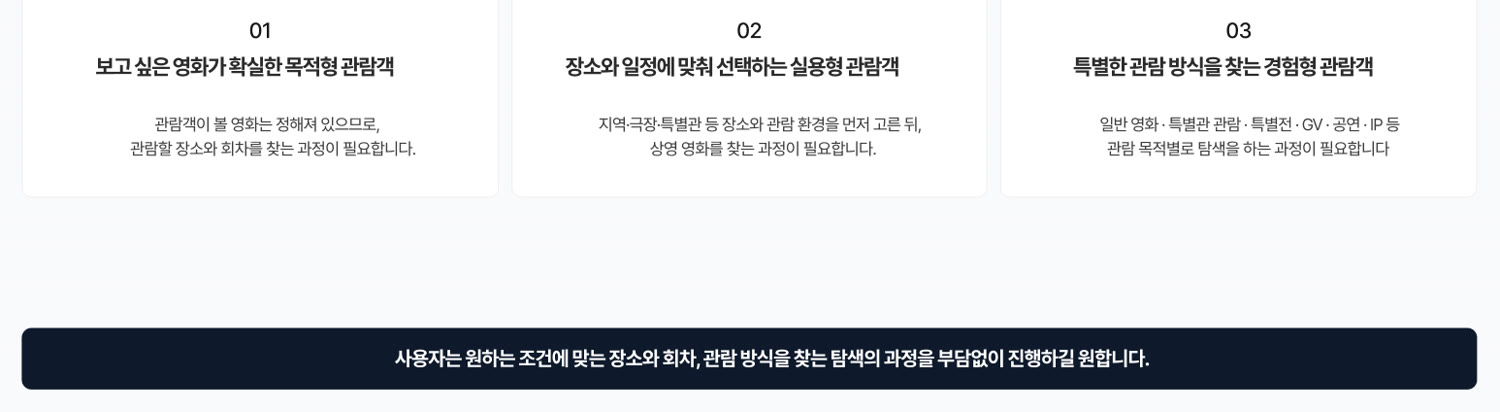 01
보고 싶은 영화가 확실한 목적형 관람객
관람객이 볼 영화는 정해져 있으므로,
관람할 장소와 회차를 찾는 과정이 필요합니다.
02
장소와 일정에 맞춰 선택하는 실용형 관람객
지역·극장·특별관 등 장소와 관람 환경을 먼저 고른 뒤,
상영 영화를 찾는 과정이 필요합니다.
03
특별한 관람 방식을 찾는 경험형 관람객
일반 영화 · 특별관 관람 · 특별전 · GV · 공연 · IP 등
관람 목적별로 탐색을 하는 과정이 필요합니다
사용자는 원하는 조건에 맞는 장소와 회차, 관람 방식을 찾는 탐색의 과정을 부담없이 진행하길 원합니다.